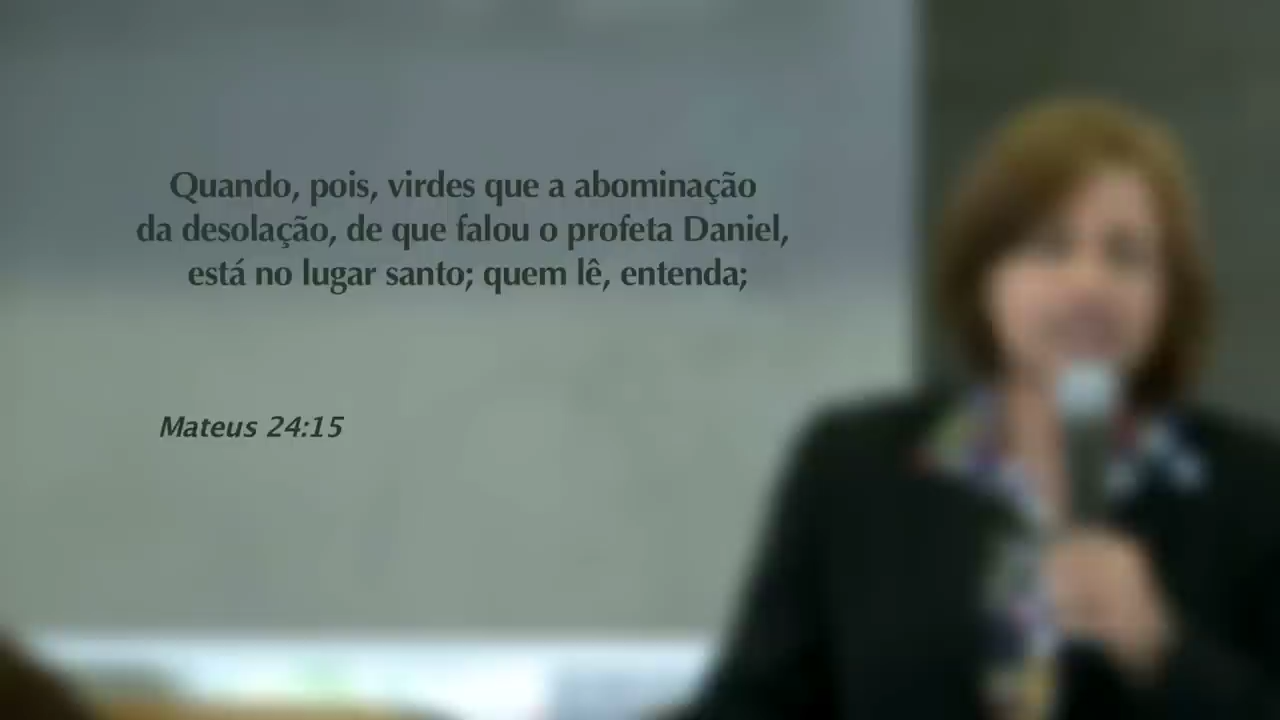 Quando, pois, virdes que a abominação
da desolação, de que falou o profeta Daniel,
está no lugar santo; quem lê, entenda;
Mateus 24:15